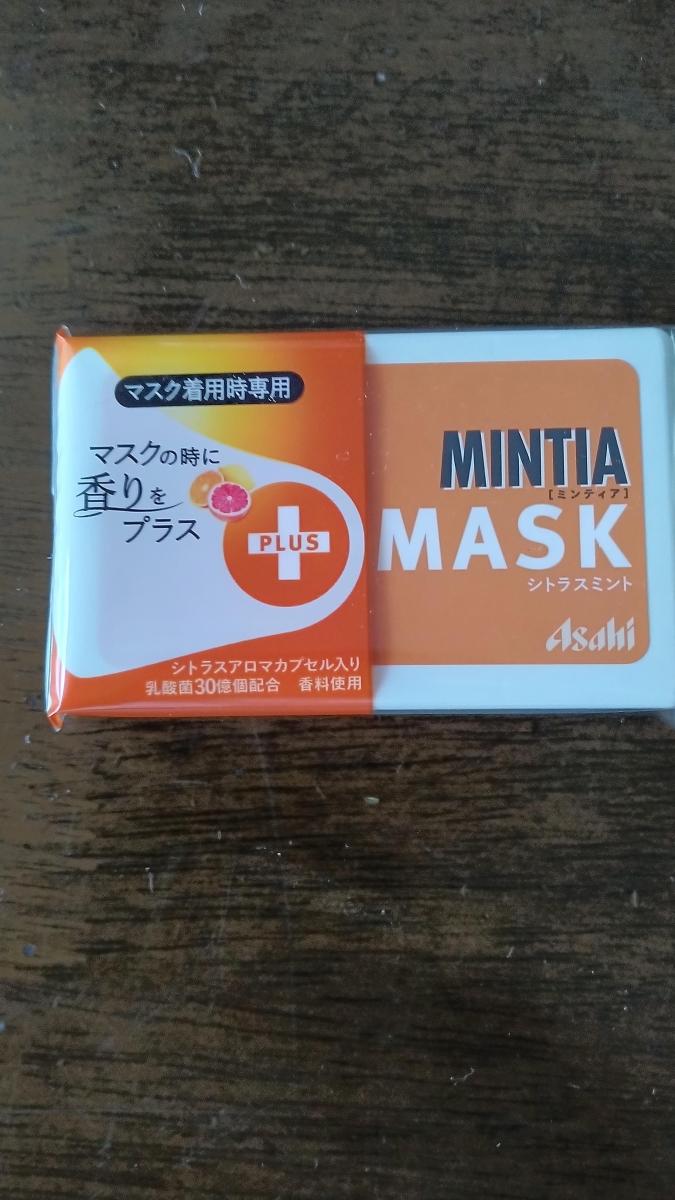 マスク着用時専用
マスクの時に
香りを
プラス
PLUS
シトラスアロマカプセル入り
乳酸菌30億個配合　香料使用
MINTIA
[ミンティア]
MASK
シトラスミント
Asahi